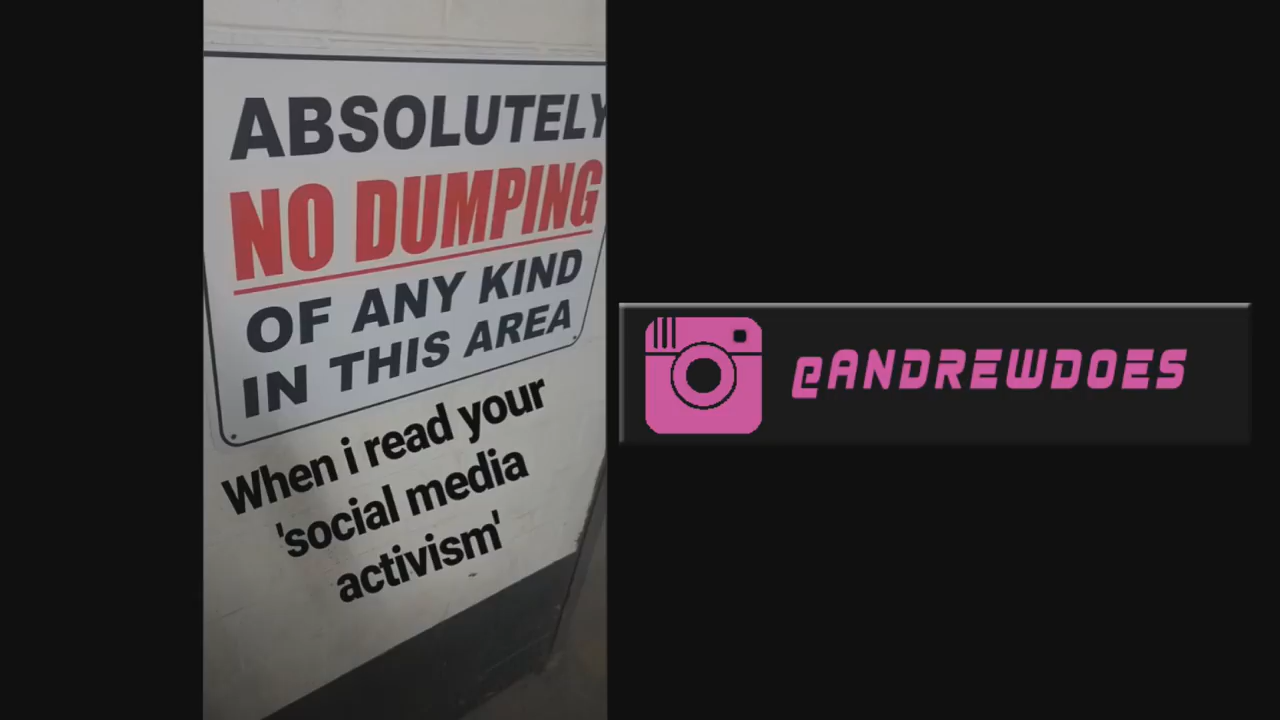 ABSOLUTELY
NO DUMPING
OF ANY KIND
IN THIS AREA
When i read your
'social media
activism'
@ANDREWDOES